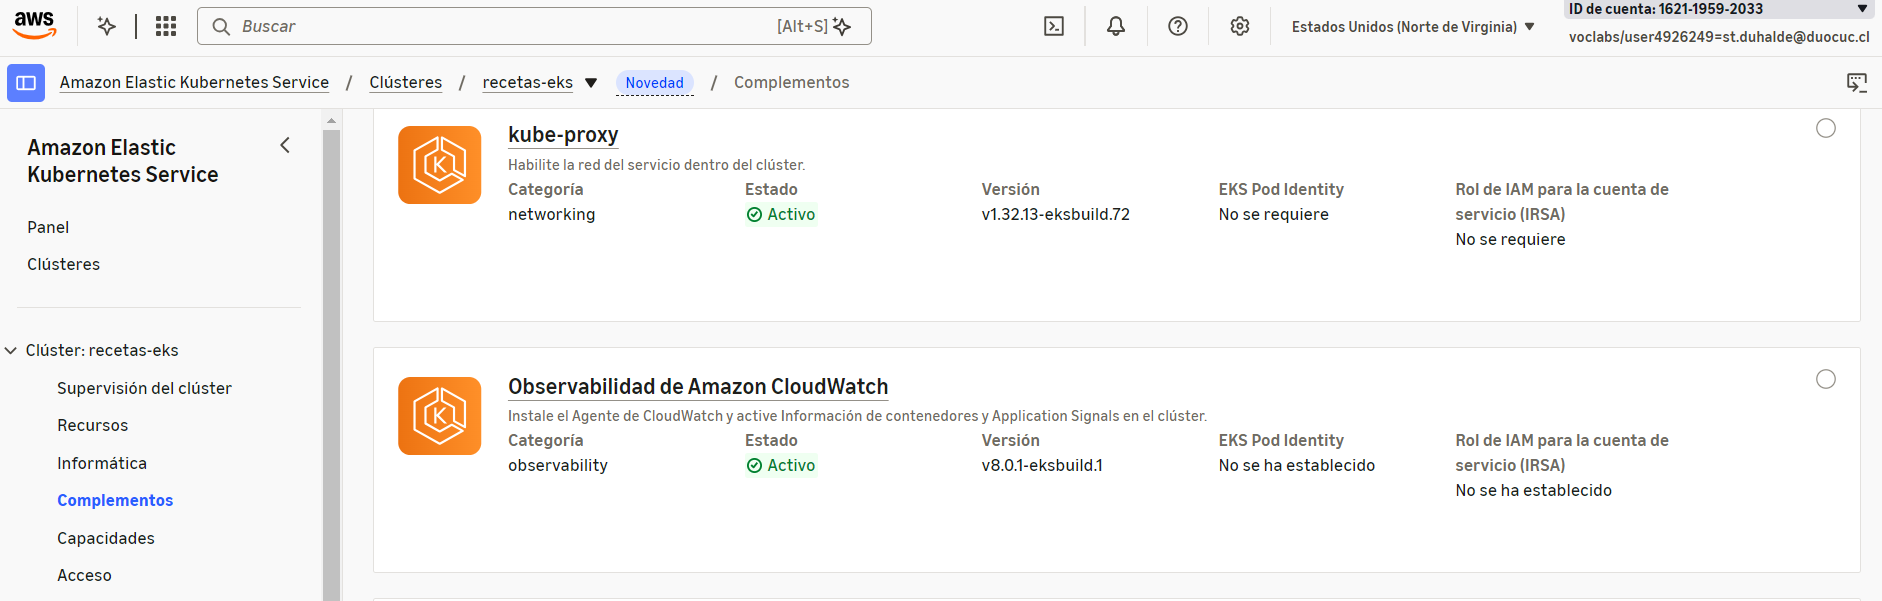 aws
Buscar
[Alt+S]
Estados Unidos (Norte de Virginia)
ID de cuenta: 1621-1959-2033
voclabs/user4926249=st.duhalde@duocuc.cl
Amazon Elastic Kubernetes Service / Clústeres / recetas-eks Novedad / Complementos
Amazon Elastic
Kubernetes Service
Panel
Clústeres
Clúster: recetas-eks
Supervisión del clúster
Recursos
Informática
Complementos
Capacidades
Acceso
kube-proxy
Habilite la red del servicio dentro del clúster.
Categoría
networking
Estado
Activo
Versión
v1.32.13-eksbuild.72
EKS Pod Identity
No se requiere
Rol de IAM para la cuenta de
servicio (IRSA)
No se requiere
Observabilidad de Amazon CloudWatch
Instale el Agente de CloudWatch y active Información de contenedores y Application Signals en el clúster.
Categoría
observability
Estado
Activo
Versión
v8.0.1-eksbuild.1
EKS Pod Identity
No se ha establecido
Rol de IAM para la cuenta de
servicio (IRSA)
No se ha establecido